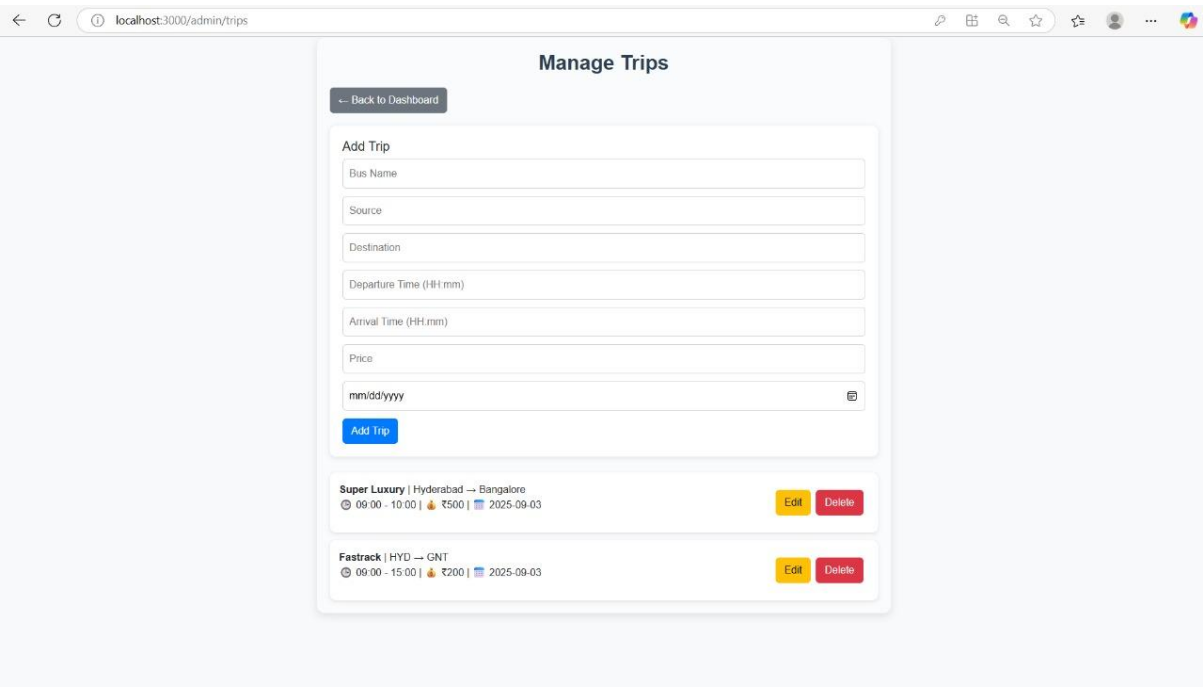 localhost:3000/admin/trips
Manage Trips
← Back to Dashboard
Add Trip
Bus Name
Source
Destination
Departure Time (HH:mm)
Arrival Time (HH:mm)
Price
mm/dd/yyyy
Add Trip
Super Luxury | Hyderabad → Bangalore
09:00 - 10:00 | ₹500 | 2025-09-03
Edit Delete
Fastrack | HYD → GNT
09:00 - 15:00 | ₹200 | 2025-09-03
Edit Delete